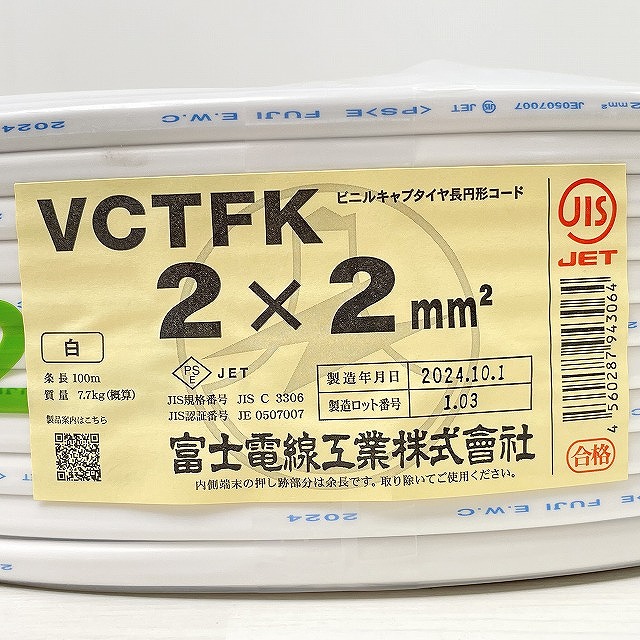 2024 FUJI E.W.C <PS>E JIS JET JE0507007 2mm²
VCTFK
ビニルキャブタイヤ長円形コード
2×2mm²
白
条長 100m
質量 7.7kg(概算)
製品案内はこちら
PS
E
JET
JIS規格番号 JIS C 3306
JIS認証番号 JE 0507007
製造年月日 2024.10.1
製造ロット番号 1.03
富士電線工業株式會社
内側端末の押し跡部分は余長です。取り除いてご使用ください。
JIS
JET
4560287943064
合格
2024
FUJI E.W.C